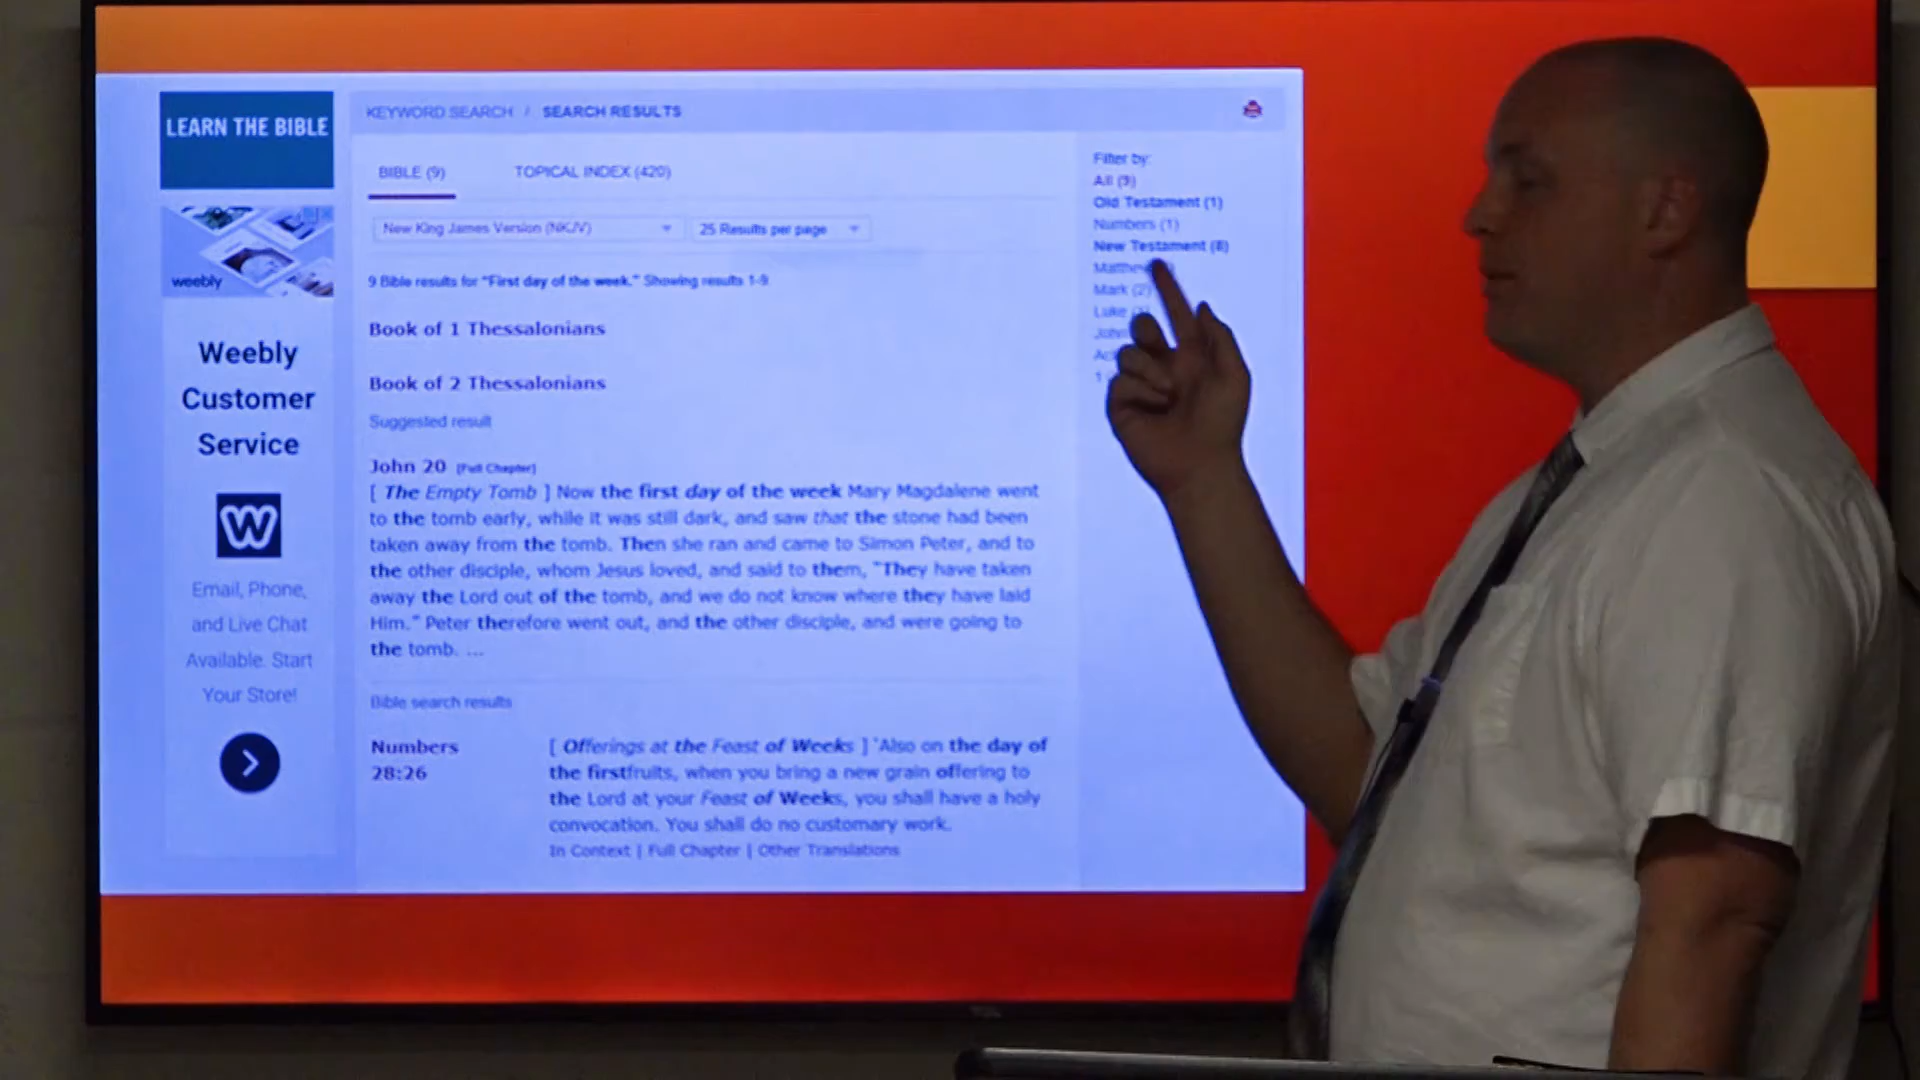 LEARN THE BIBLE
weebly
Weebly
Customer
Service
W
Email, Phone,
and Live Chat
Available. Start
Your Store!
KEYWORD SEARCH / SEARCH RESULTS
BIBLE (9)
TOPICAL INDEX (420)
New King James Version (NKJV)
25 Results per page
9 Bible results for "First day of the week." Showing results 1-9
Book of 1 Thessalonians
Book of 2 Thessalonians
Suggested result
John 20 [Full Chapter]
[ The Empty Tomb ] Now the first day of the week Mary Magdalene went
to the tomb early, while it was still dark, and saw that the stone had been
taken away from the tomb. Then she ran and came to Simon Peter, and to
the other disciple, whom Jesus loved, and said to them, "They have taken
away the Lord out of the tomb, and we do not know where they have laid
Him." Peter therefore went out, and the other disciple, and were going to
the tomb. ...
Bible search results
Numbers
28:26
[ Offerings at the Feast of Weeks ] 'Also on the day of
the firstfruits, when you bring a new grain offering to
the Lord at your Feast of Weeks, you shall have a holy
convocation. You shall do no customary work.
In Context | Full Chapter | Other Translations
Filter by:
All (9)
Old Testament (1)
Numbers (1)
New Testament (8)
Mark (2)
Luke
1